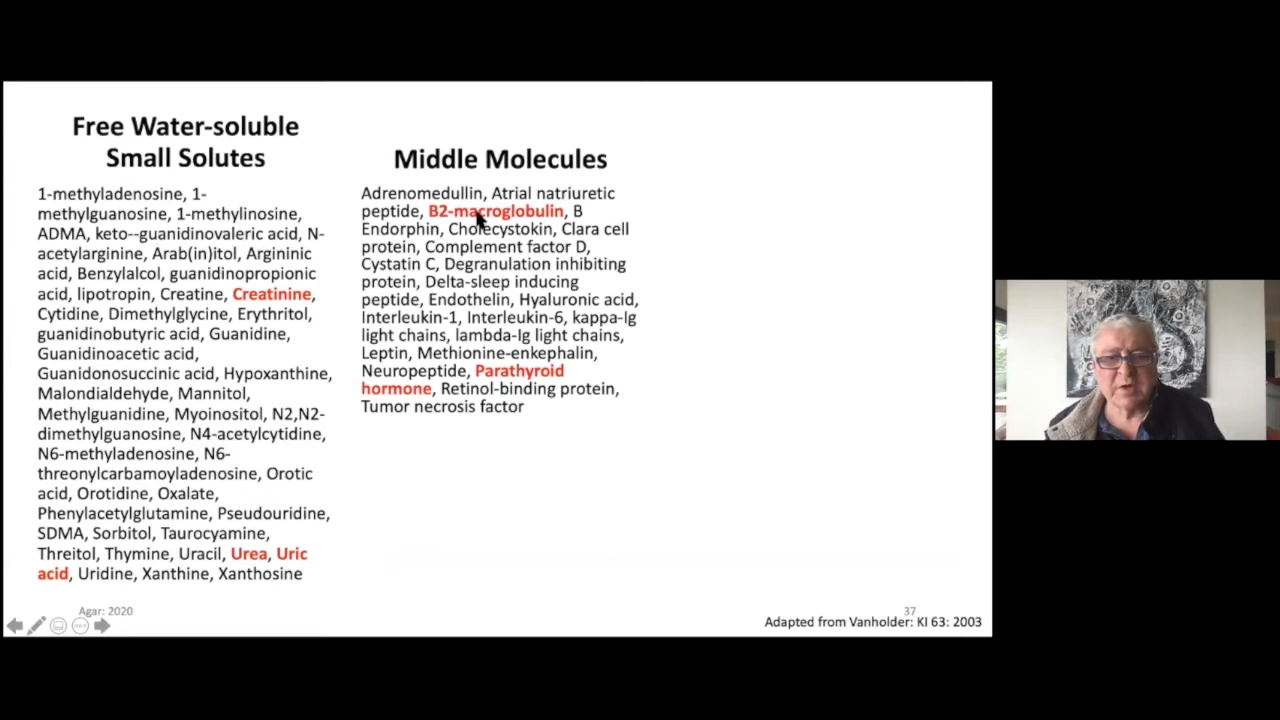 Free Water-soluble
Small Solutes
1-methyladenosine, 1-
methylguanosine, 1-methylinosine,
ADMA, keto--guanidinovaleric acid, N-
acetylarginine, Arab(in)itol, Argininic
acid, Benzylalcol, guanidinopropionic
acid, lipotropin, Creatine, Creatinine,
Cytidine, Dimethylglycine, Erythritol,
guanidinobutyric acid, Guanidine,
Guanidinoacetic acid,
Guanidonosuccinic acid, Hypoxanthine,
Malondialdehyde, Mannitol,
Methylguanidine, Myoinositol, N2,N2-
dimethylguanosine, N4-acetylcytidine,
N6-methyladenosine, N6-
threonylcarbamoyladenosine, Orotic
acid, Orotidine, Oxalate,
Phenylacetylglutamine, Pseudouridine,
SDMA, Sorbitol, Taurocyamine,
Threitol, Thymine, Uracil, Urea, Uric
acid, Uridine, Xanthine, Xanthosine
Middle Molecules
Adrenomedullin, Atrial natriuretic
peptide, B2-macroglobulin, B
Endorphin, Cholecystokin, Clara cell
protein, Complement factor D,
Cystatin C, Degranulation inhibiting
protein, Delta-sleep inducing
peptide, Endothelin, Hyaluronic acid,
Interleukin-1, Interleukin-6, kappa-Ig
light chains, lambda-Ig light chains,
Leptin, Methionine-enkephalin,
Neuropeptide, Parathyroid
hormone, Retinol-binding protein,
Tumor necrosis factor
Agar: 2020
37
Adapted from Vanholder: KI 63: 2003